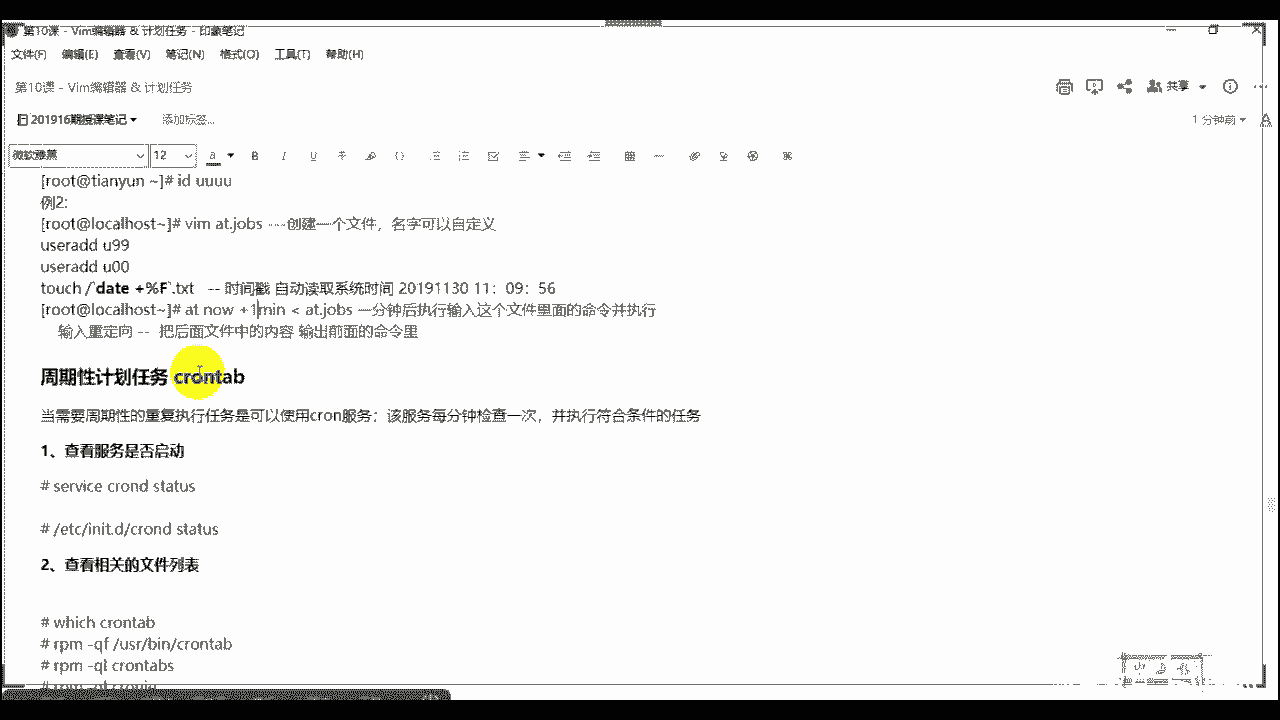 第10课 - Vim编辑器 & 计划任务 - 印象笔记
文件(F) 编辑(E) 查看(V) 笔记(N) 格式(O) 工具(T) 帮助(H)
第10课 - Vim编辑器 & 计划任务
共享
201916期授课笔记 添加标签...
1 分钟前
微软雅黑 12
[root@tianyun ~]# id uuuu
例2:
[root@localhost~]# vim at.jobs ---创建一个文件，名字可以自定义
useradd u99
useradd u00
touch /`date +%F`.txt -- 时间戳 自动读取系统时间 20191130 11：09：56
[root@localhost~]# at now +1min < at.jobs —分钟后执行输入这个文件里面的命令并执行
输入重定向 -- 把后面文件中的内容 输出前面的命令里
周期性计划任务 crontab
当需要周期性的重复执行任务是可以使用cron服务；该服务每分钟检查一次，并执行符合条件的任务
1、查看服务是否启动
# service crond status
# /etc/init.d/crond status
2、查看相关的文件列表
# which crontab
# rpm -qf /usr/bin/crontab
# rpm -ql crontabs